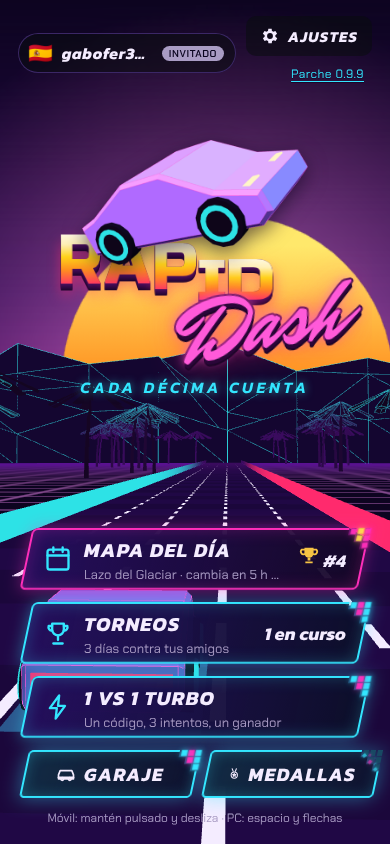 gabofer3... INVITADO
AJUSTES
Parche 0.9.9
RAPID
Dash
CADA DÉCIMA CUENTA
MAPA DEL DÍA
Lazo del Glaciar · cambia en 5 h ...
#4
TORNEOS
3 días contra tus amigos
1 en curso
1 VS 1 TURBO
Un código, 3 intentos, un ganador
GARAJE
MEDALLAS
Móvil: mantén pulsado y desliza · PC: espacio y flechas